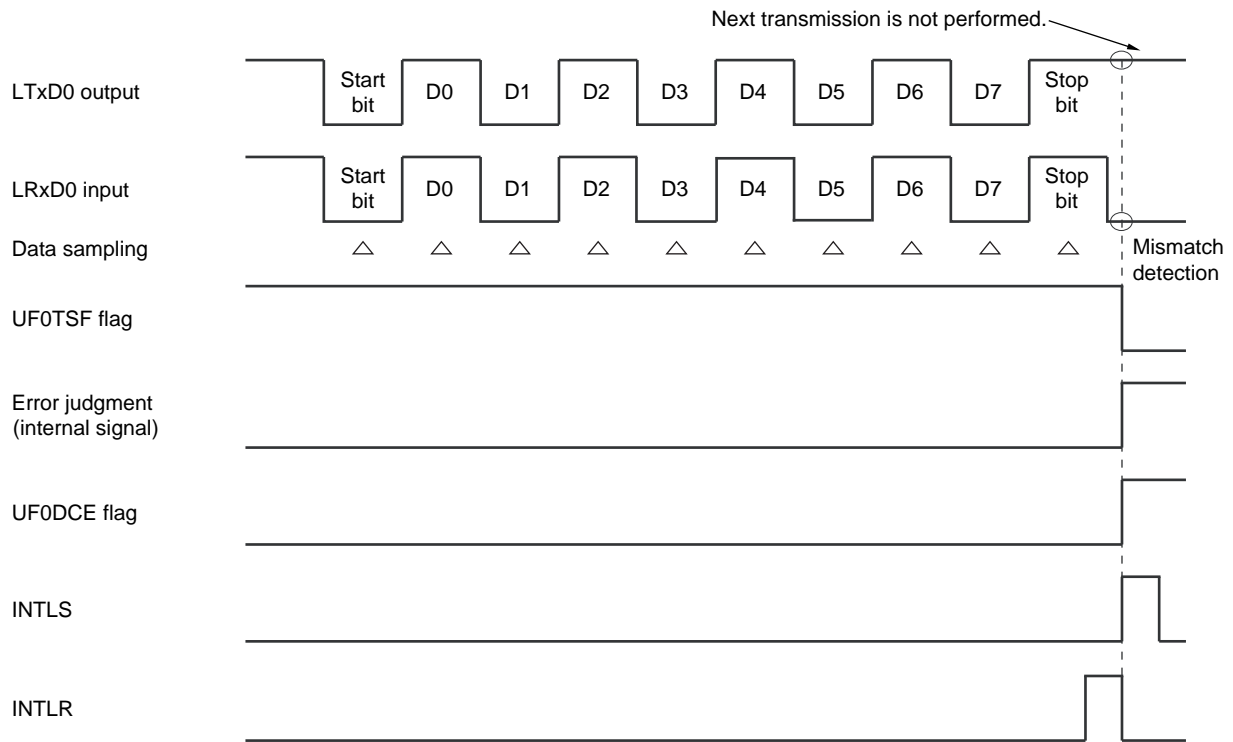 Next transmission is not performed.
LTxD0 output
Start
bit
D0
D1
D2
D3
D4
D5
D6
D7
Stop
bit
LRxD0 input
Start
bit
D0
D1
D2
D3
D4
D5
D6
D7
Stop
bit
Data sampling
Mismatch
detection
UF0TSF flag
Error judgment
(internal signal)
UF0DCE flag
INTLS
INTLR